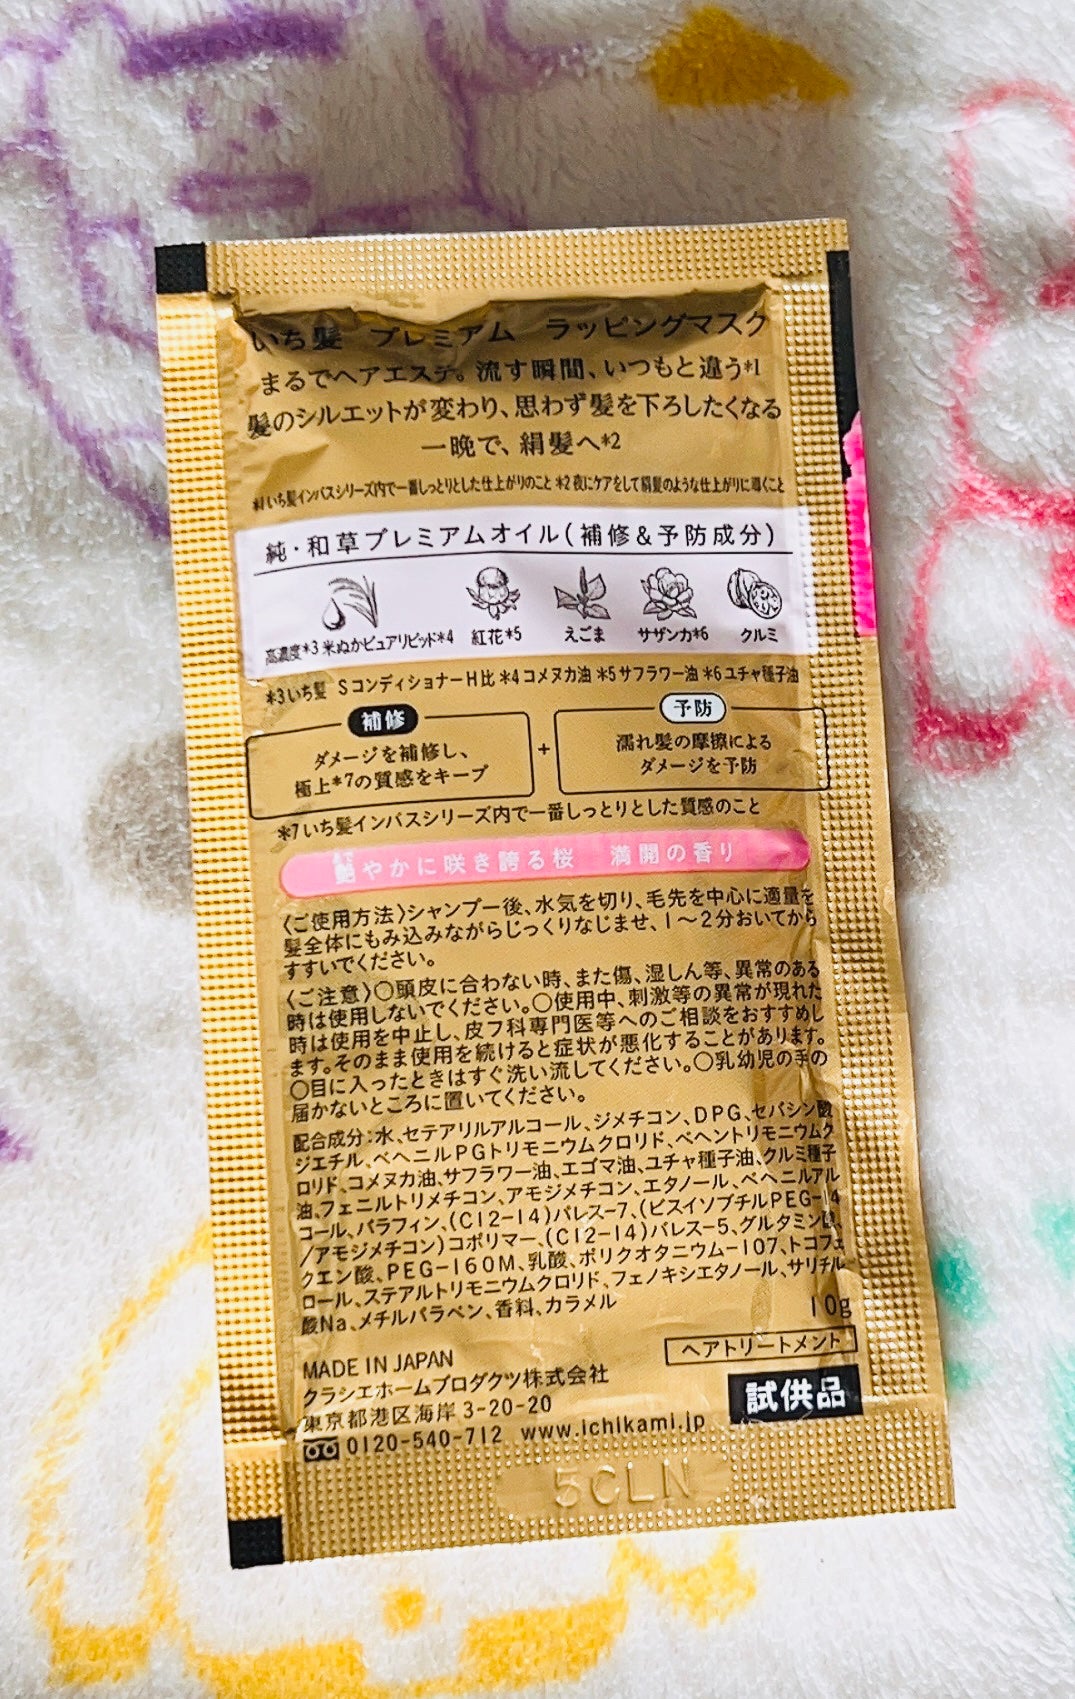 いち髪 プレミアム ラッピングマスク
まるでヘアエステ。流す瞬間、いつもと違う*1
髪のシルエットが変わり、思わず髪を下ろしたくなる
一晩で、絹髪へ*2
*1いち髪インバスシリーズ内で一番しっとりとした仕上がりのこと *2夜にケアをして絹髪のような仕上がりに導くこと
純・和草プレミアムオイル(補修&予防成分)
高濃度*3米ぬかピュアリピッド*4 紅花*5 えごま サザンカ*6 クルミ
*3いち髪 SコンディショナーH比 *4コメヌカ油 *5サフラワー油 *6ユチャ種子油
補修 予防
ダメージを補修し、 + 濡れ髪の摩擦による
極上*7の質感をキープ ダメージを予防
*7いち髪インバスシリーズ内で一番しっとりとした質感のこと
艶やかに咲き誇る桜 満開の香り
〈ご使用方法〉シャンプー後、水気を切り、毛先を中心に適量を
髪全体にもみ込みながらじっくりなじませ、1〜2分おいてから
すすいでください。
〈ご注意〉○頭皮に合わない時、また傷、湿しん等、異常のある
時は使用しないでください。○使用中、刺激等の異常が現れた
時は使用を中止し、皮フ科専門医等へのご相談をおすすめし
ます。そのまま使用を続けると症状が悪化することがあります。
○目に入ったときはすぐ洗い流してください。○乳幼児の手の
届かないところに置いてください。
配合成分:水、セテアリルアルコール、ジメチコン、DPG、セバシン酸
ジエチル、ベヘニルPGトリモニウムクロリド、ベヘントリモニウムク
ロリド、コメヌカ油、サフラワー油、エゴマ油、ユチャ種子油、クルミ種子
油、フェニルトリメチコン、アモジメチコン、エタノール、ベヘニルアル
コール、パラフィン、(C12-14)パレス-7、(ビスイソブチルPEG-14
/アモジメチコン)コポリマー、(C12-14)パレス-5、グルタミン酸、
クエン酸、PEG-160M、乳酸、ポリクオタニウム-107、トコフェ
ロール、ステアルトリモニウムクロリド、フェノキシエタノール、サリチル
酸Na、メチルパラベン、香料、カラメル
10g
MADE IN JAPAN ヘアトリートメント
クラシエホームプロダクツ株式会社
東京都港区海岸3-20-20 試供品
0120-540-712 www.ichikami.jp
5CLN